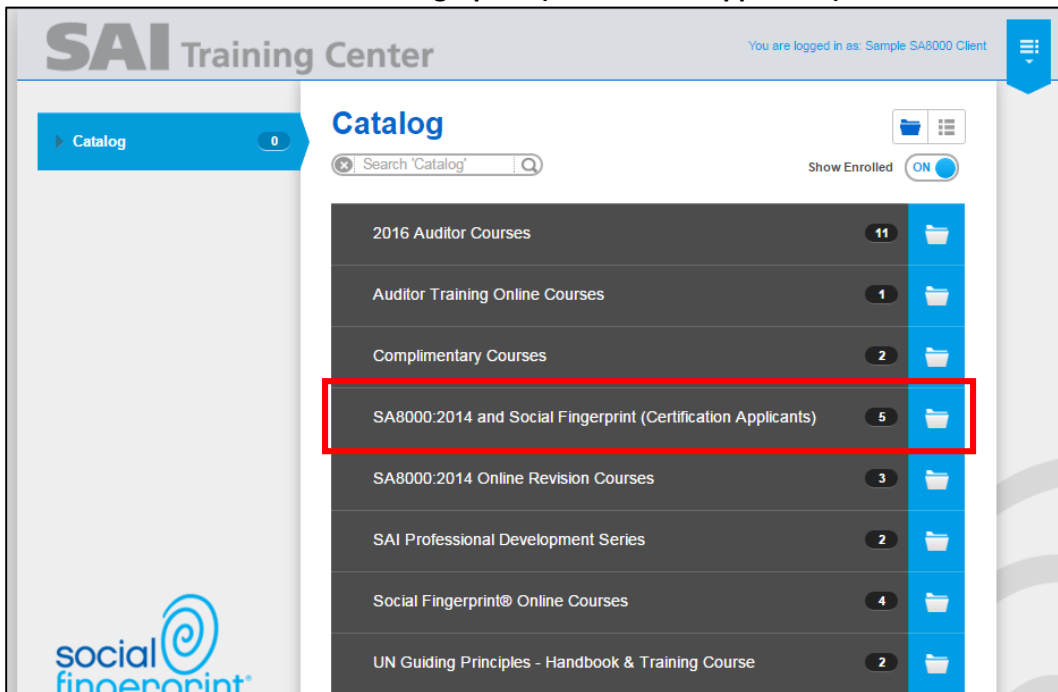 SAI Training Center
You are logged in as: Sample SA8000 Client
Catalog 0
Catalog
Search 'Catalog'
Show Enrolled ON
2016 Auditor Courses 11
Auditor Training Online Courses 1
Complimentary Courses 2
SA8000:2014 and Social Fingerprint (Certification Applicants) 5
SA8000:2014 Online Revision Courses 3
SAI Professional Development Series 2
Social Fingerprint® Online Courses 4
UN Guiding Principles - Handbook & Training Course 2
social
fingerprint